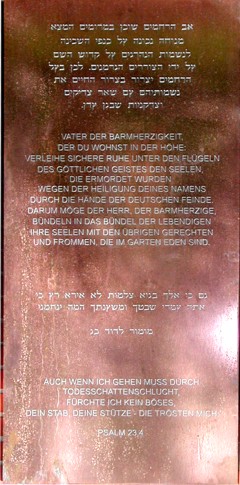 אב הרחמים שוכן במרומים המצא
מנוחה נכונה על כנפי השכינה
לנשמות הנהרגים על קדוש השם
על ידי הצוררים הגרמנים. לכן בעל
הרחמים יצרור בצרור החיים את
נשמותיהם עם שאר צדיקים
וצדיקות שבגן עדן.
VATER DER BARMHERZIGKEIT,
DER DU WOHNST IN DER HÖHE:
VERLEIHE SICHERE RUHE UNTER DEN FLÜGELN
DES GÖTTLICHEN GEISTES DEN SEELEN,
DIE ERMORDET WURDEN
WEGEN DER HEILIGUNG DEINES NAMENS
DURCH DIE HÄNDE DER DEUTSCHEN FEINDE.
DARUM MÖGE DER HERR, DER BARMHERZIGE,
BÜNDELN IN DAS BÜNDEL DER LEBENDIGEN
IHRE SEELEN MIT DEN ÜBRIGEN GERECHTEN
UND FROMMEN, DIE IM GARTEN EDEN SIND.
גם כי אלך בגיא צלמות לא אירא רע כי
אתה עמדי שבטך ומשענתך המה ינחמני
מזמור לדוד כג
AUCH WENN ICH GEHEN MUSS DURCH
TODESSCHATTENSCHLUCHT,
FÜRCHTE ICH KEIN BÖSES,
DEIN STAB, DEINE STÜTZE - DIE TRÖSTEN MICH
PSALM 23,4